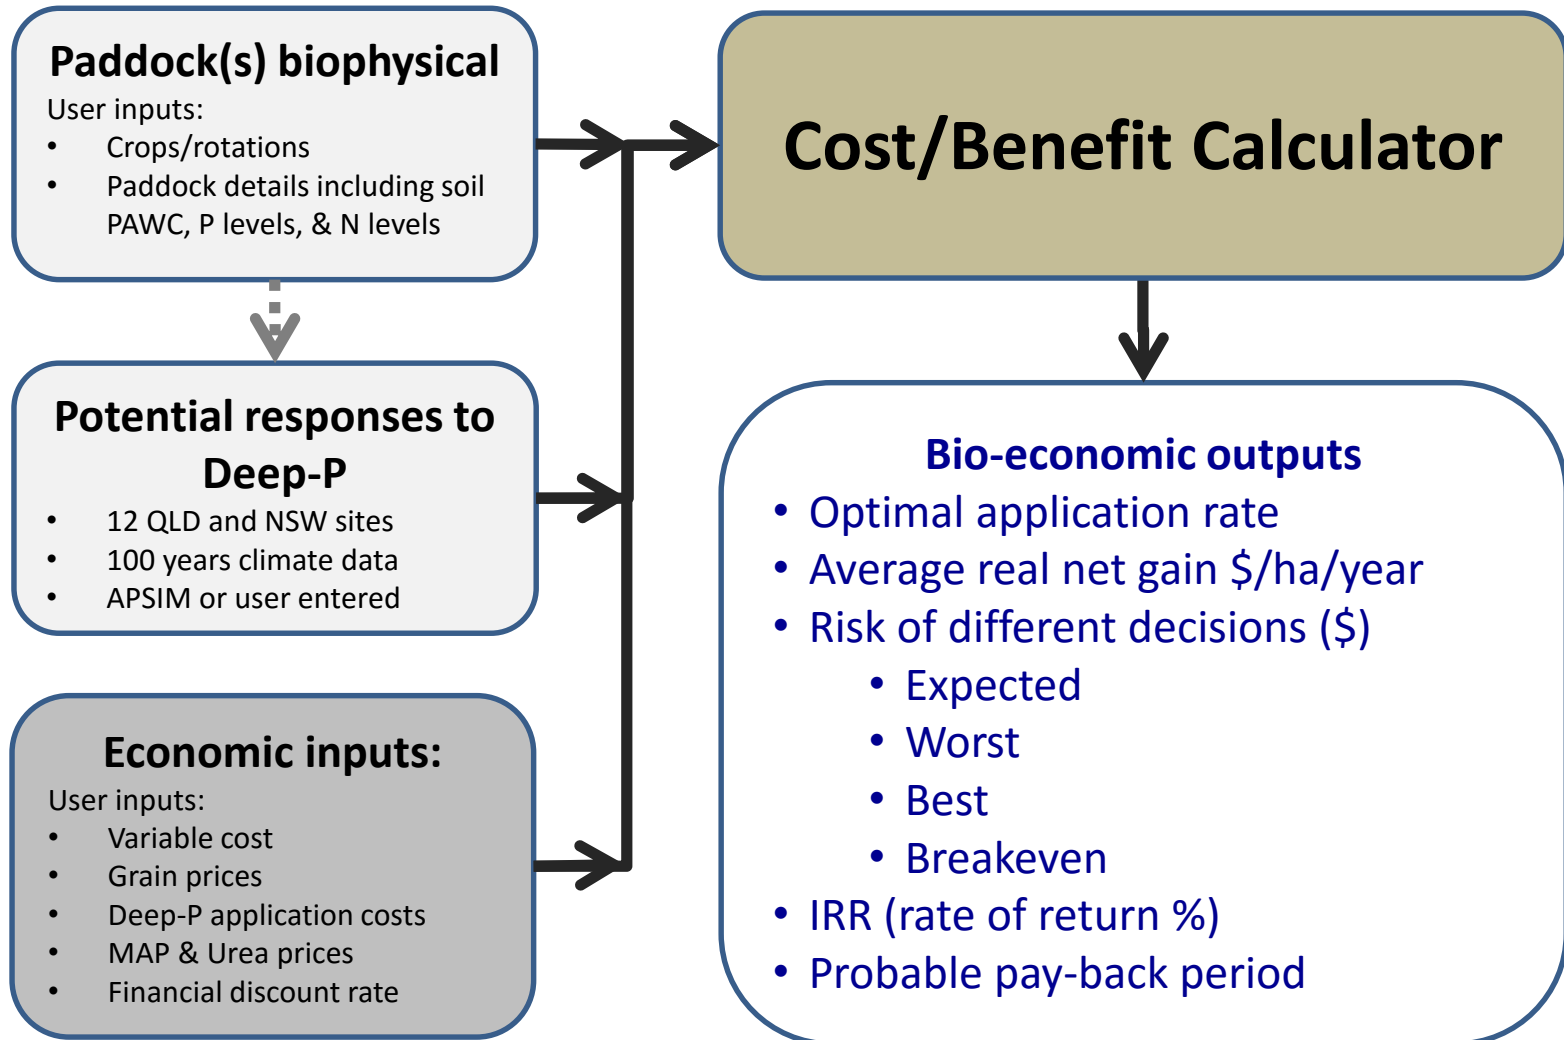 Paddock(s) biophysical
User inputs:
• Crops/rotations
• Paddock details including soil
PAWC, P levels, & N levels
Potential responses to
Deep-P
• 12 QLD and NSW sites
• 100 years climate data
• APSIM or user entered
Economic inputs:
User inputs:
• Variable cost
• Grain prices
• Deep-P application costs
• MAP & Urea prices
• Financial discount rate
Cost/Benefit Calculator
Bio-economic outputs
• Optimal application rate
• Average real net gain $/ha/year
• Risk of different decisions ($)
• Expected
• Worst
• Best
• Breakeven
• IRR (rate of return %)
• Probable pay-back period